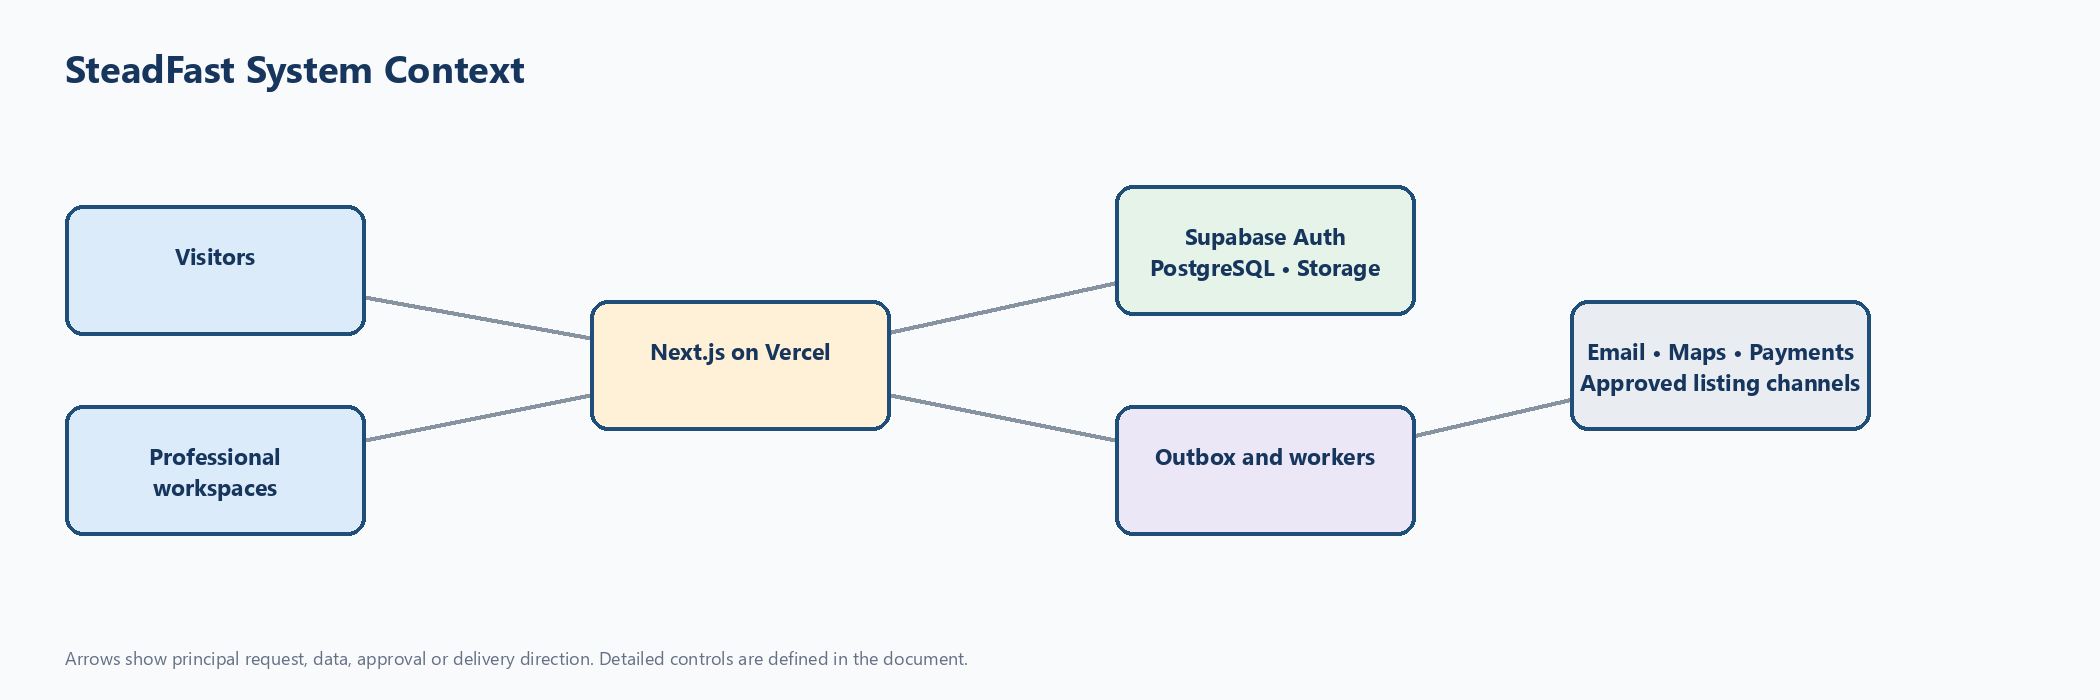 SteadFast System Context
Visitors
Professional
workspaces
Next.js on Vercel
Supabase Auth
PostgreSQL • Storage
Outbox and workers
Email • Maps • Payments
Approved listing channels
Arrows show principal request, data, approval or delivery direction. Detailed controls are defined in the document.